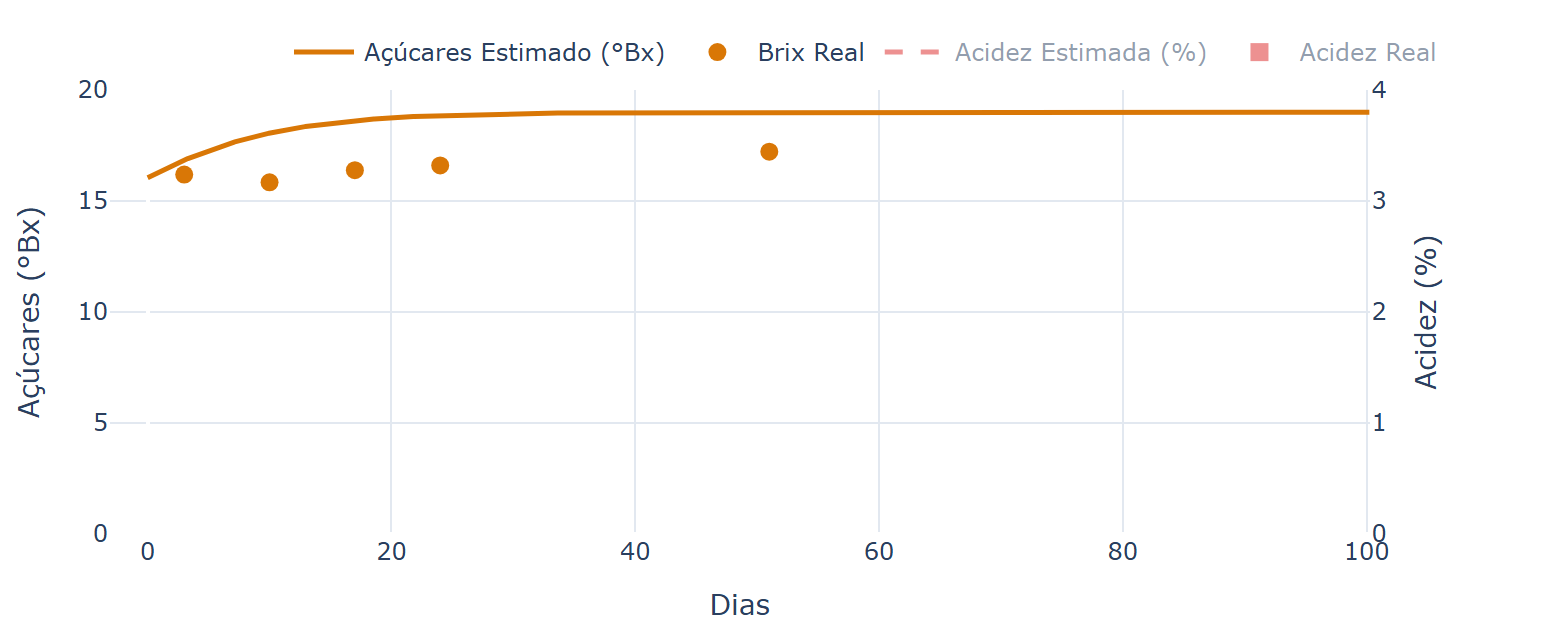 Açúcares Estimado (°Bx) Brix Real Acidez Estimada (%) Acidez Real
20 4
15 3
10 2
5 1
0 0
Açúcares (°Bx)
Acidez (%)
0 20 40 60 80 100
Dias